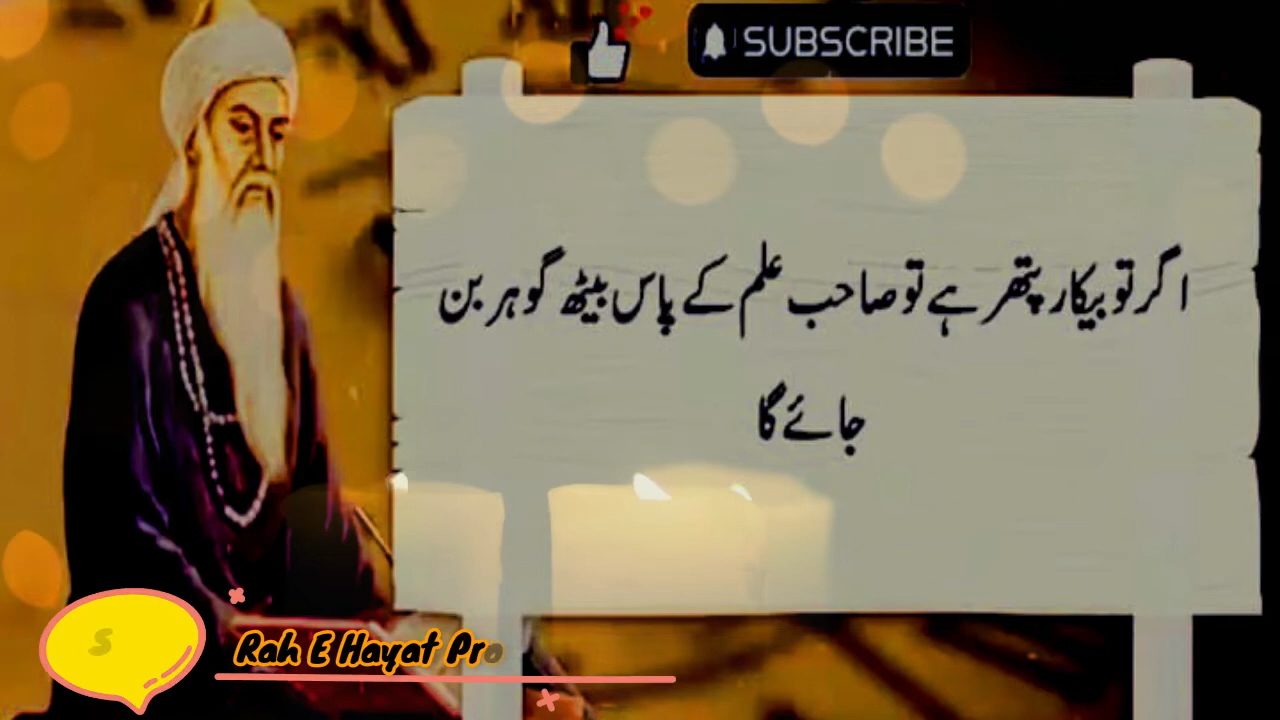 SUBSCRIBE
اگر تو بیکار پتھر ہے تو صاحب علم کے پاس بیٹھ گوہر بن
جائے گا
S
Rah E Hayat Pro